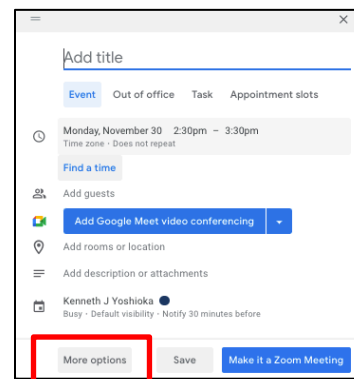 Add title
Event Out of office Task Appointment slots
Monday, November 30 2:30pm – 3:30pm
Time zone · Does not repeat
Find a time
Add guests
Add Google Meet video conferencing
Add rooms or location
Add description or attachments
Kenneth J Yoshioka
Busy · Default visibility · Notify 30 minutes before
More options Save Make it a Zoom Meeting